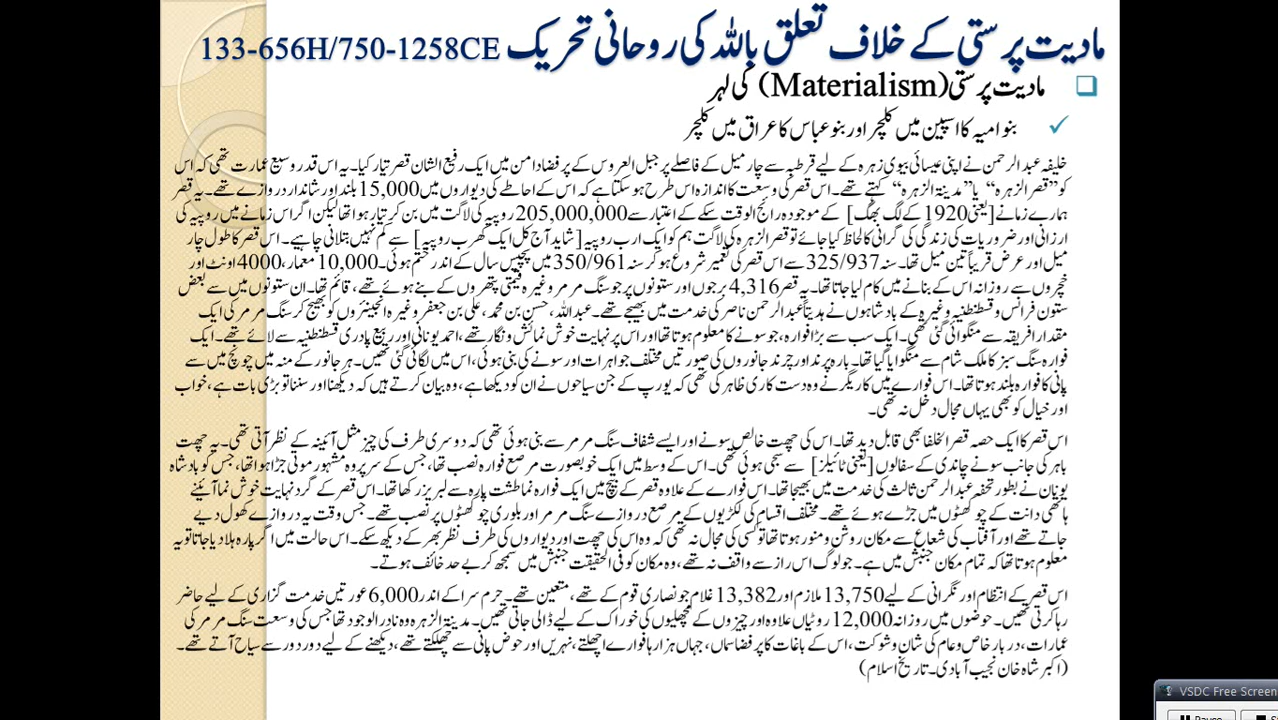 مادیت پرستی کے خلاف تعلق باللہ کی روحانی تحریک 133-656H/750-1258CE
مادیت پرستی (Materialism) کی لہر
بنو امیہ کا اسپین میں کلچر اور بنو عباس کا عراق میں کلچر
خلیفہ عبدالرحمن نے اپنی عیسائی بیوی زہرہ کے لیے قرطبہ سے چار میل کے فاصلے پر جبل العروس کے پر فضا دامن میں ایک رفیع الشان قصر تیار کیا۔ یہ اس قدر وسیع عمارت تھی کہ اس
کو "قصر الزہرہ" یا "مدینۃ الزہرہ" کہتے تھے۔ اس قصر کی وسعت کا اندازہ اس طرح ہو سکتا ہے کہ اس کے احاطے کی دیواروں میں 15,000 بلند اور شاندار دروازے تھے۔ یہ قصر
ہمارے زمانے [یعنی 1920 کے لگ بھگ] کے موجودہ رائج الوقت سکے کے اعتبار سے 205,000,000 روپیہ کی لاگت میں بن کر تیار ہوا تھا لیکن اگر اس زمانے میں روپیہ کی
ارزانی اور ضروریات کی زندگی کی گرانی کا لحاظ کیا جائے تو قصر الزہرہ کی لاگت ہم کو ایک ارب روپیہ [شاید آج کل ایک کھرب روپیہ] سے کم نہیں بتلانی چاہیے۔ اس قصر کا طول چار
میل اور عرض قریباً تین میل تھا۔ سنہ 325/937 سے اس قصر کی تعمیر شروع ہو کر سنہ 350/961 میں پچیس سال کے اندر ختم ہوئی۔ 10,000 معمار، 4000 اونٹ اور
خچروں سے روزانہ اس کے بنانے میں کام لیا جاتا تھا۔ یہ قصر 4,316 برجوں اور ستونوں پر جو سنگ مرمر وغیرہ قیمتی پتھروں کے بنے ہوئے تھے، قائم تھا۔ ان ستونوں میں سے بعض
ستون فرانس و قسطنطنیہ وغیرہ کے بادشاہوں نے ہدیتاً عبدالرحمن ناصر کی خدمت میں بھیجے تھے۔ عبداللہ، حسن بن محمد، علی بن جعفر وغیرہ انجینئروں کو بھیج کر سنگ مرمر کی ایک
مقدار افریقہ سے منگوائی گئی تھی۔ ایک سب سے بڑا فوارہ، جو سونے کا معلوم ہوتا تھا اور اس پر نہایت خوش نمائش و نگار تھے، احمد یونانی اور ربیع پادری قسطنطنیہ سے لائے تھے۔ ایک
فوارہ سنگ سبز کا ملک شام سے منگوایا گیا تھا۔ بارہ پرند اور چرند جانوروں کی صورتیں مختلف جواہرات اور سونے کی بنی ہوئی، اس میں لگائی گئی تھیں۔ ہر جانور کے منہ میں چونچ میں سے
پانی کا فوارہ بلند ہوتا تھا۔ اس فوارے میں کاریگر نے وہ دست کاری ظاہر کی تھی کہ یورپ کے جن سیاحوں نے ان کو دیکھا ہے، وہ بیان کرتے ہیں کہ دیکھنا اور سننا تو بڑی بات ہے، خواب
اور خیال کو بھی یہاں مجال دخل نہ تھی۔
اس قصر کا ایک حصہ قصر الخلفا بھی قابل دید تھا۔ اس کی چھت خالص سونے اور ایسے شفاف سنگ مرمر سے بنی ہوئی تھی کہ دوسری طرف کی چیز مثل آئینہ کے نظر آتی تھی۔ یہ چھت
باہر کی جانب سونے چاندی کے سفالوں [یعنی ٹائیلز] سے سجی ہوئی تھی۔ اس کے وسط میں ایک خوبصورت مرصع فوارہ نصب تھا، جس کے سر پر وہ مشہور موتی جڑا ہوا تھا، جس کو بادشاہ
یونان نے بطور تحفہ عبدالرحمن ثالث کی خدمت میں بھیجا تھا۔ اس فوارے کے علاوہ قصر کے بیچ میں ایک فوارہ نما طشت پارہ سے لبریز رکھا تھا۔ اس قصر کے گرد نہایت خوش نما آئینے
ہاتھی دانت کے چوکھٹوں میں جڑے ہوئے تھے۔ مختلف اقسام کی لکڑیوں کے مرصع دروازے سنگ مرمر اور بلوری چوکھٹوں پر نصب تھے۔ جس وقت یہ دروازے کھول دیے
جاتے تھے اور آفتاب کی شعاع سے مکان روشن و منور ہوتا تھا تو کسی کی مجال نہ تھی کہ وہ اس کی چھت اور دیواروں کی طرف نظر بھر کے دیکھ سکے۔ اس حالت میں اگر پارہ ہلا دیا جاتا تو یہ
معلوم ہوتا تھا کہ تمام مکان جنبش میں ہے۔ جو لوگ اس راز سے واقف نہ تھے، وہ مکان کو فی الحقیقت جنبش میں سمجھ کر بے حد خائف ہوتے۔
اس قصر کے انتظام اور نگرانی کے لیے 13,750 ملازم اور 13,382 غلام جو نصاریٰ قوم کے تھے، متعین تھے۔ حرم سرا کے اندر 6,000 عورتیں خدمت گزاری کے لیے حاضر
رہا کرتی تھیں۔ حوضوں میں روزانہ 12,000 روٹیاں علاوہ اور چیزوں کے مچھلیوں کی خوراک کے لیے ڈالی جاتی تھیں۔ مدینۃ الزہرہ وہ نادر الوجود تھا جس کی وسعت سنگ مرمر کی
عمارات، دربار خاص و عام کی شان و شوکت، اس کے باغات کا پر فضا سماں، جہاں ہزارہا فوارے اچھلتے، نہریں اور حوض پانی سے چھلکتے تھے، دیکھنے کے لیے دور دور سے سیاح آتے تھے۔
(اکبر شاہ خان نجیب آبادی۔ تاریخ اسلام)
VSDC Free Screen
Pause